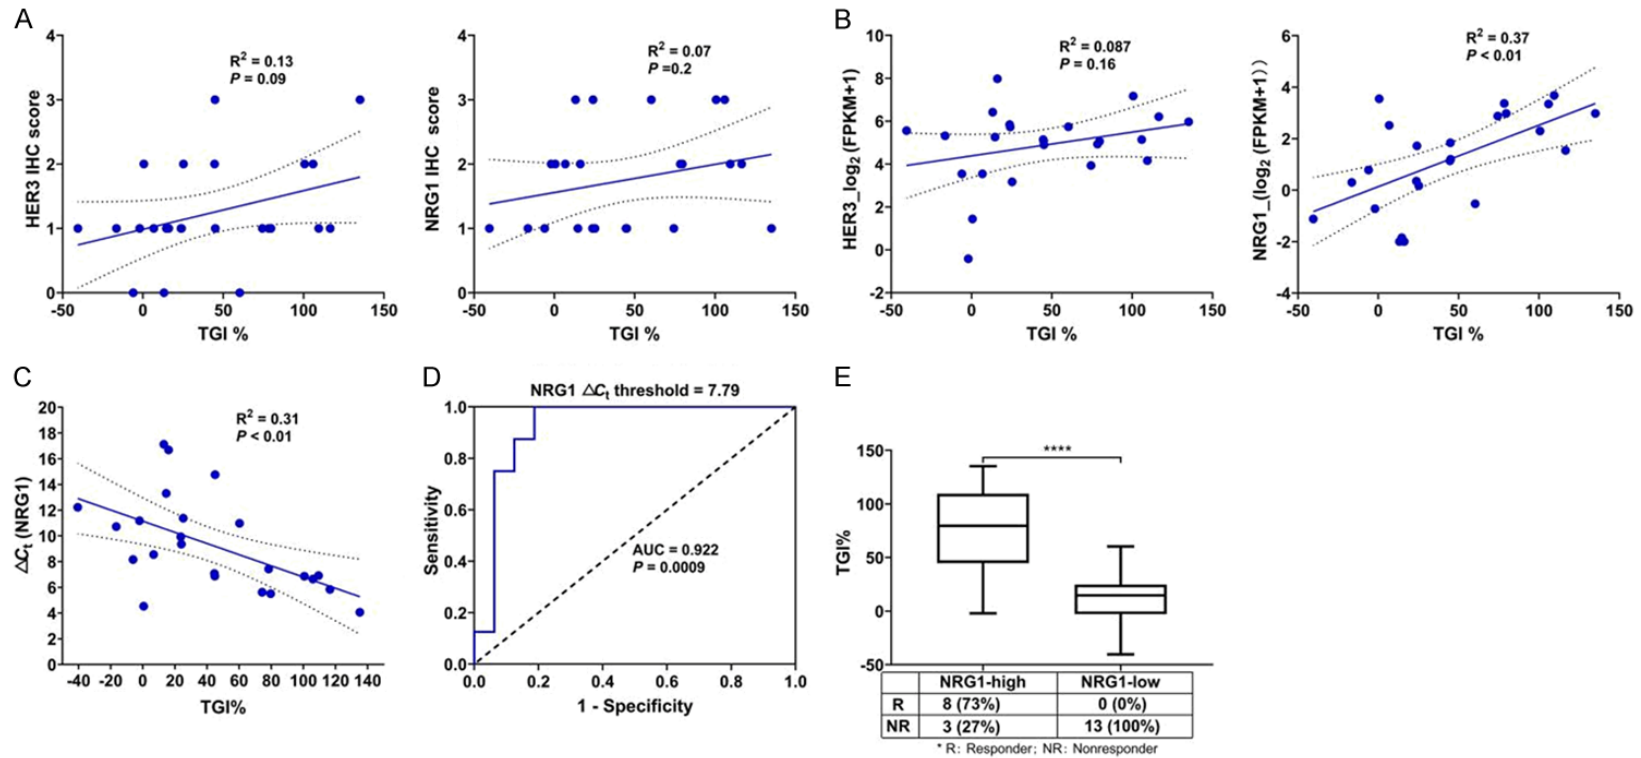 A
HER3 IHC score
4
3
2
1
0
R² = 0.13
P = 0.09
-50 0 50 100 150
TGI %
NRG1 IHC score
4
3
2
1
0
R² = 0.07
P =0.2
-50 0 50 100 150
TGI %
B
HER3_log₂ (FPKM+1)
10
8
6
4
2
0
-2
R² = 0.087
P = 0.16
-50 0 50 100 150
TGI %
NRG1_(log₂ (FPKM+1))
6
4
2
0
-2
-4
R² = 0.37
P < 0.01
-50 0 50 100 150
TGI %
C
△Cₜ (NRG1)
20
18
16
14
12
10
8
6
4
2
0
R² = 0.31
P < 0.01
-40 -20 0 20 40 60 80 100 120 140
TGI%
D
NRG1 △Cₜ threshold = 7.79
Sensitivity
1.0
0.8
0.6
0.4
0.2
0.0
AUC = 0.922
P = 0.0009
0.0 0.2 0.4 0.6 0.8 1.0
1 - Specificity
E
TGI%
150
100
50
0
-50
****
NRG1-high NRG1-low
R 8 (73%) 0 (0%)
NR 3 (27%) 13 (100%)
* R: Responder; NR: Nonresponder